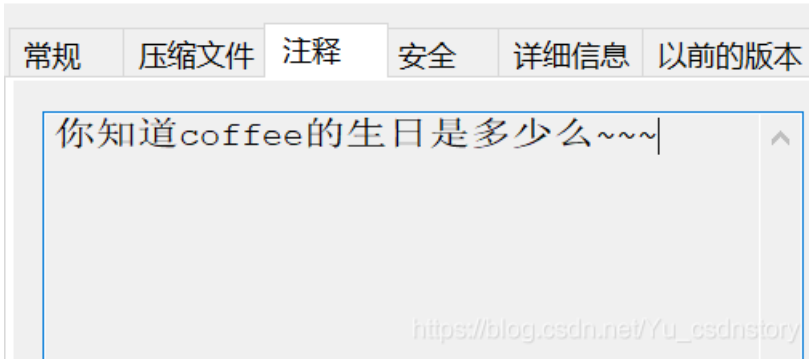 常规 压缩文件 注释 安全 详细信息 以前的版本
你知道coffee的生日是多少么~~~
https://blog.csdn.net/Yu_csdnstory